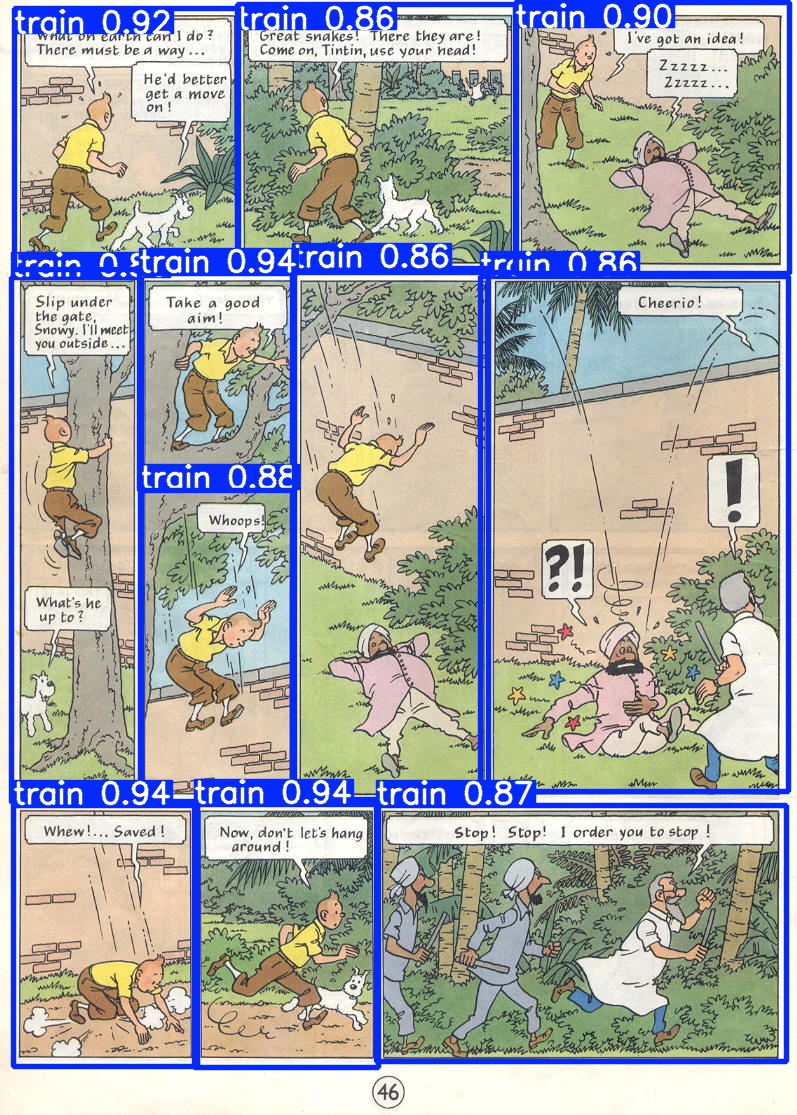 train 0.92
What on earth can I do?
There must be a way...
He'd better
get a move
on!
train 0.86
Great snakes! There they are!
Come on, Tintin, use your head!
train 0.90
I've got an idea!
Zzzzz...
Zzzzz...
train
Slip under
the gate,
Snowy. I'll meet
you outside...
What's he
up to?
train 0.94
Take a good
aim!
train 0.88
Whoops!
train 0.86
train 0.86
Cheerio!
?!
!
train 0.94
Whew!... Saved!
train 0.94
Now, don't let's hang
around!
train 0.87
Stop! Stop! I order you to stop!
46